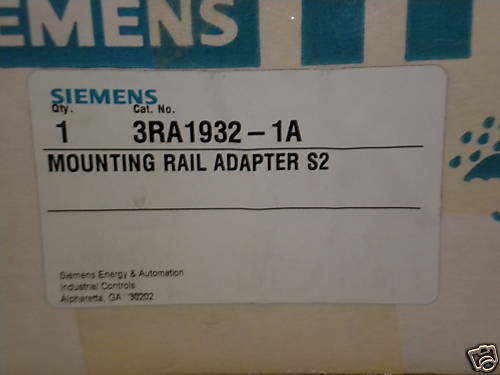 SIEMENS
SIEMENS
Qty. Cat. No.
1 3RA1932-1A
MOUNTING RAIL ADAPTER S2
Siemens Energy & Automation
Industrial Controls
Alpharetta, GA 30202